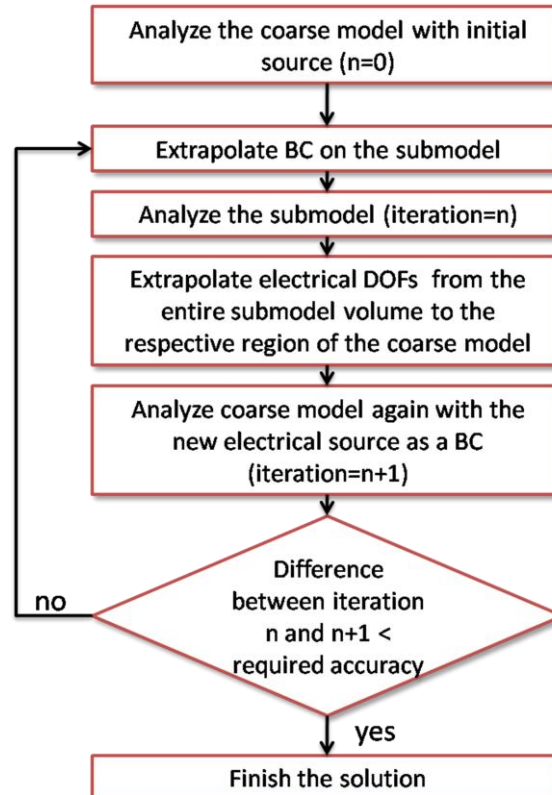 Analyze the coarse model with initial
source (n=0)
Extrapolate BC on the submodel
Analyze the submodel (iteration=n)
Extrapolate electrical DOFs from the
entire submodel volume to the
respective region of the coarse model
Analyze coarse model again with the
new electrical source as a BC
(iteration=n+1)
Difference
between iteration
n and n+1 <
required accuracy
no
yes
Finish the solution